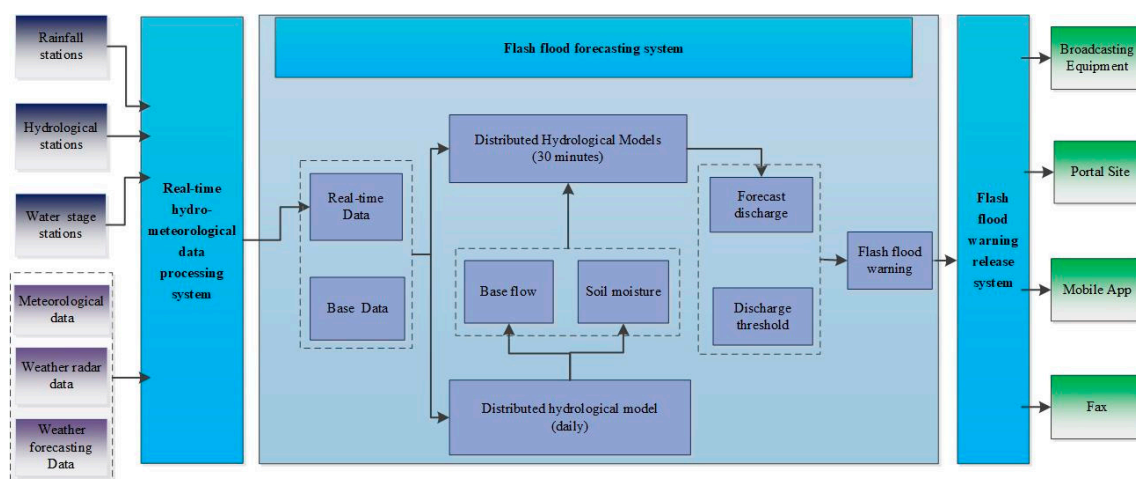 Rainfall
stations
Hydrological
stations
Water stage
stations
Meteorological
data
Weather radar
data
Weather
forecasting
Data
Real-time
hydro-
meteorological
data
processing
system
Flash flood forecasting system
Real-time
Data
Base Data
Distributed Hydrological Models
(30 minutes)
Base flow
Soil moisture
Distributed hydrological model
(daily)
Forecast
discharge
Discharge
threshold
Flash flood
warning
Flash
flood
warning
release
system
Broadcasting
Equipment
Portal Site
Mobile App
Fax